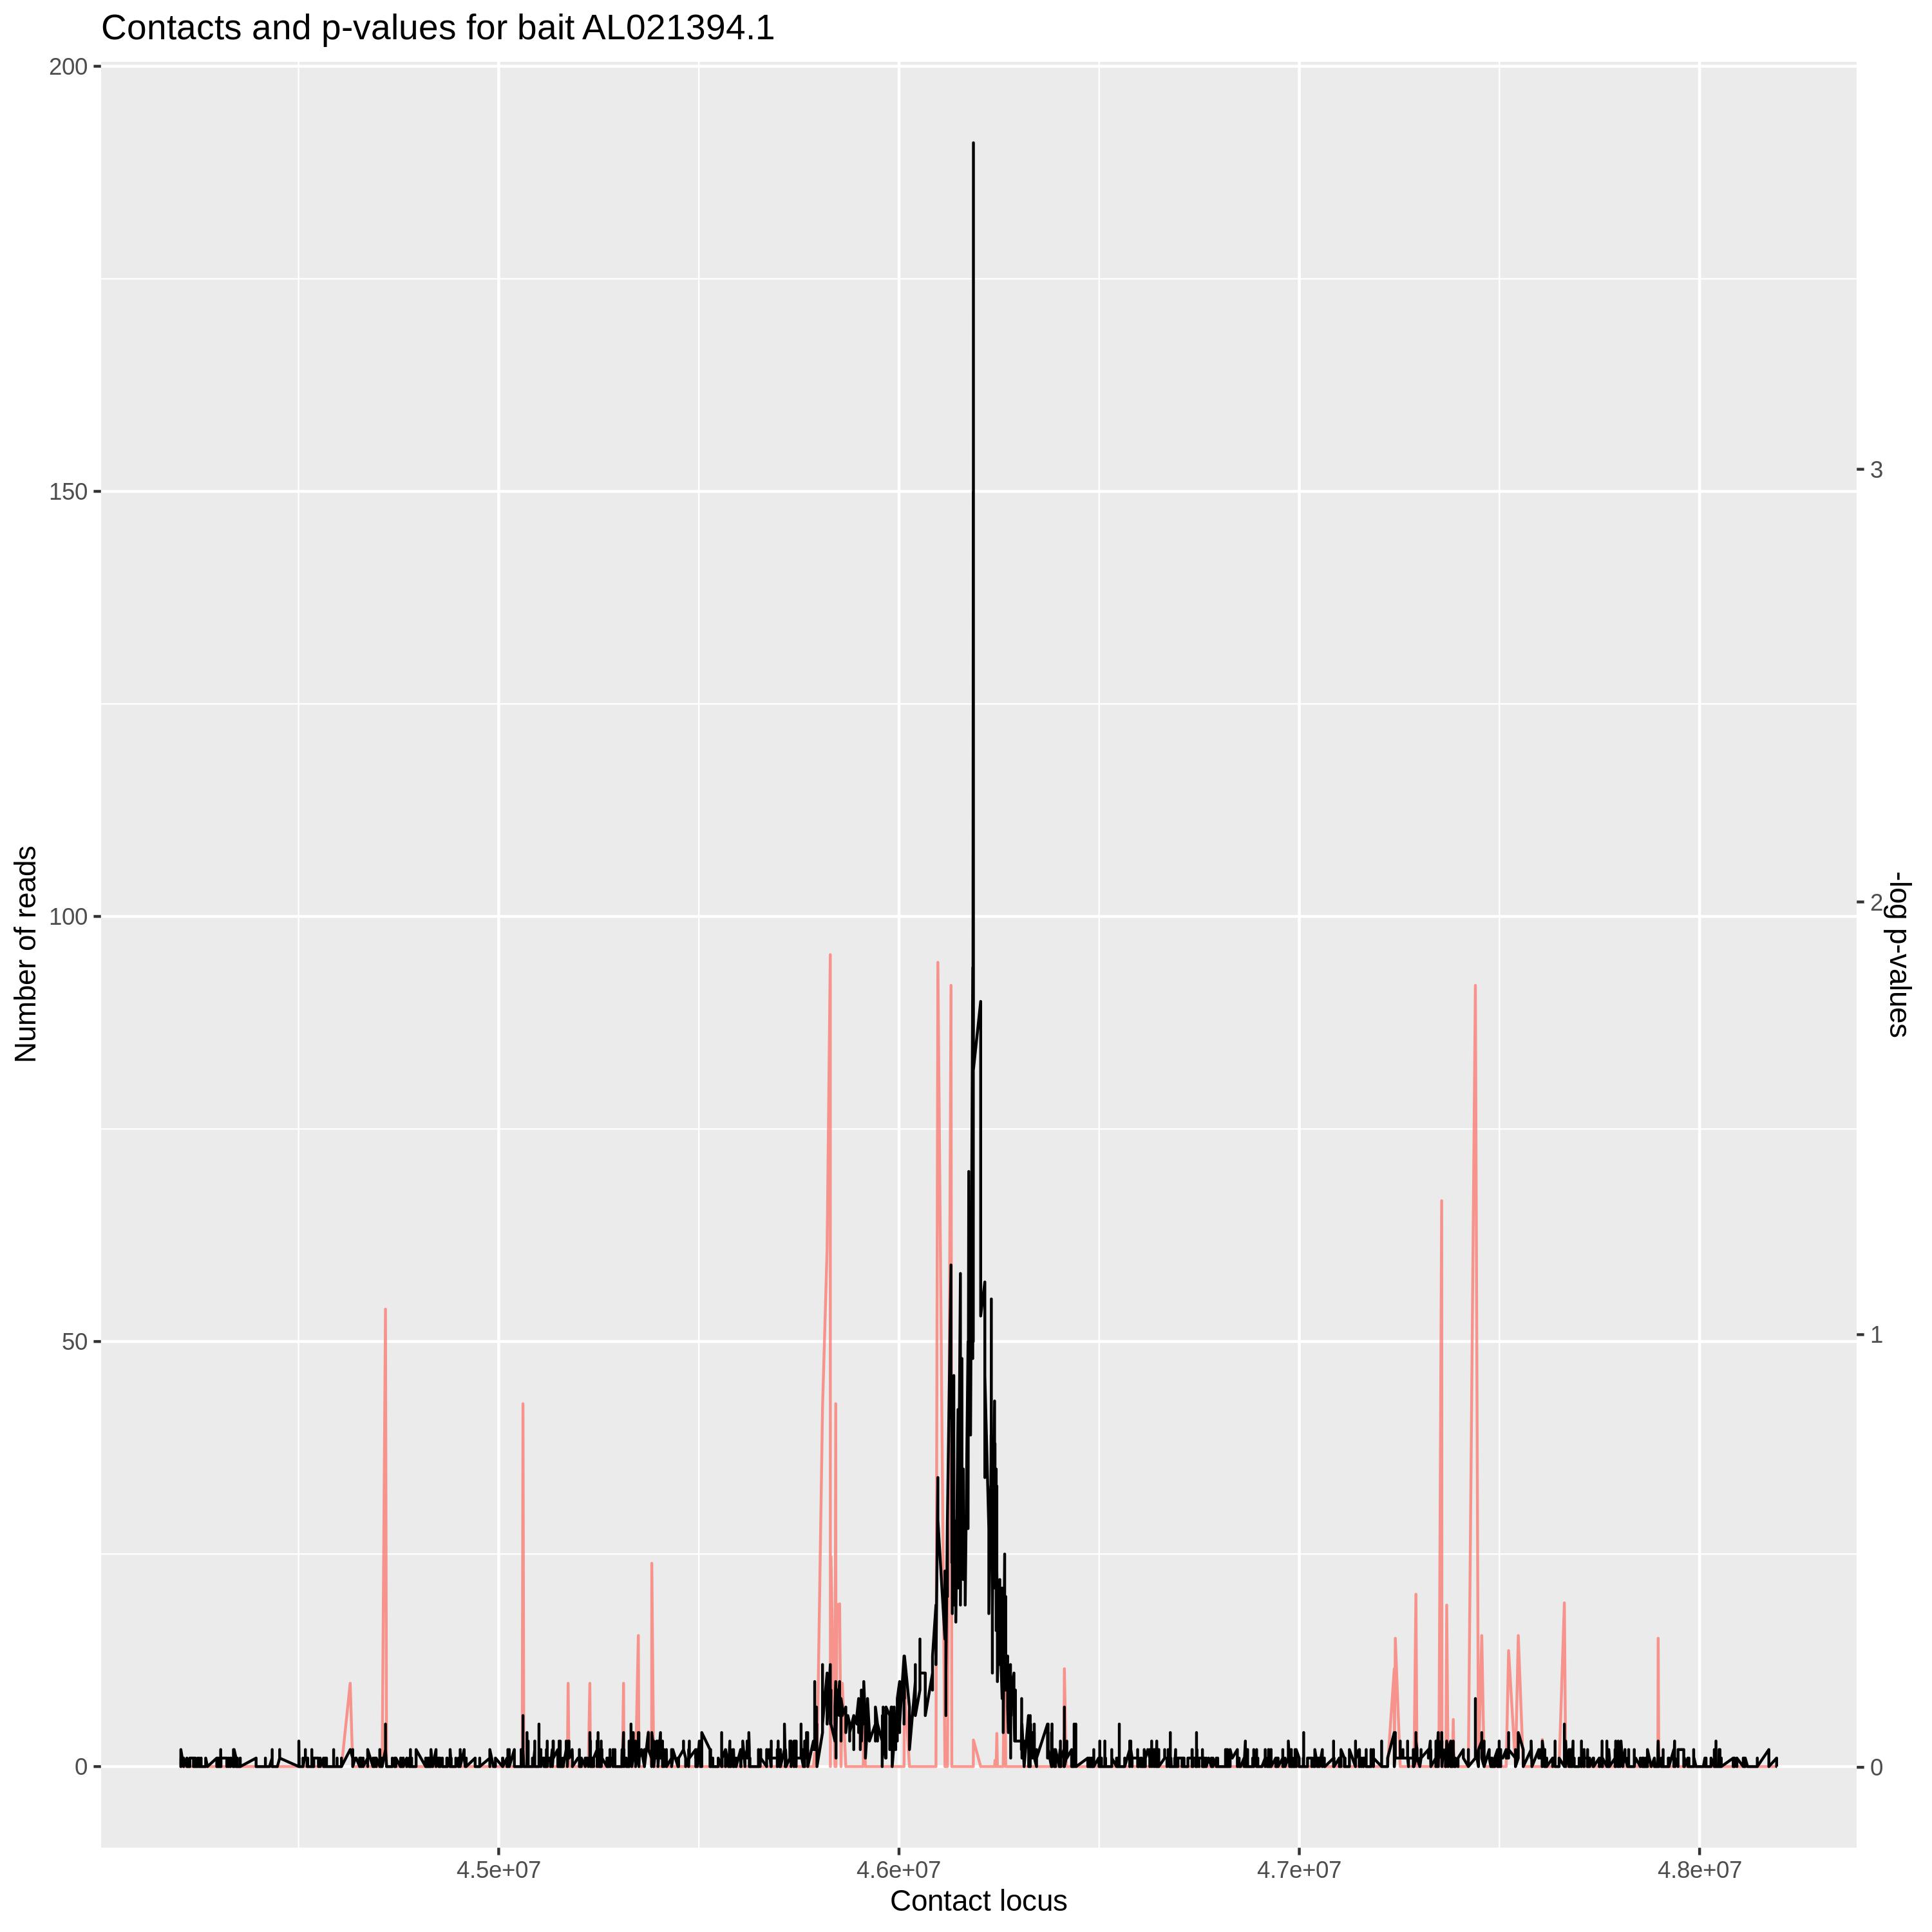 Contacts and p-values for bait AL021394.1
200
150
100
50
0
Number of reads
3
2
1
0
-log p-values
4.5e+07
4.6e+07
4.7e+07
4.8e+07
Contact locus